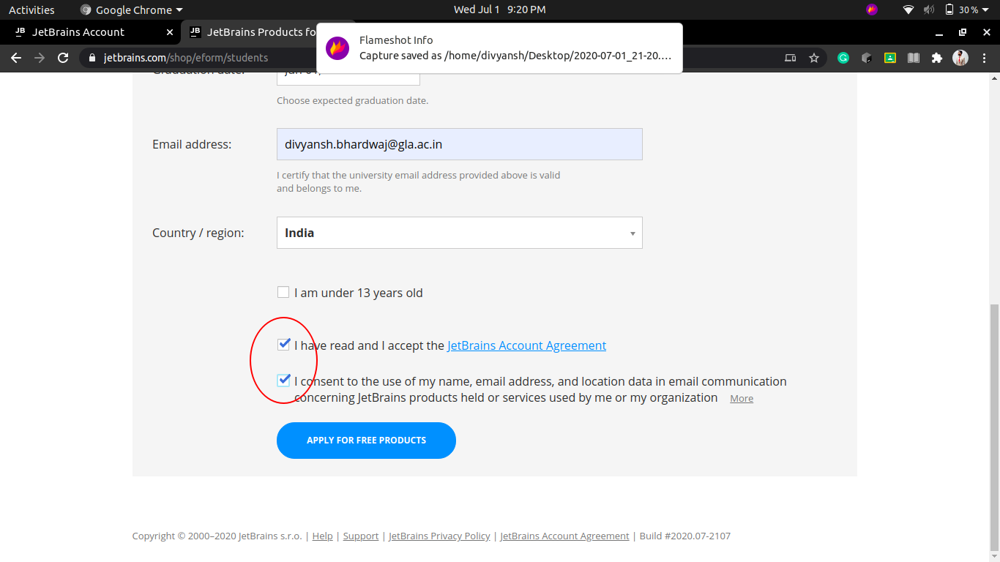 Activities Google Chrome Wed Jul 1 9:20 PM 30 %
JB JetBrains Account JB JetBrains Products fo
Flameshot Info
Capture saved as /home/divyansh/Desktop/2020-07-01_21-20....
jetbrains.com/shop/eform/students
Graduation date:
Choose expected graduation date.
Email address: divyansh.bhardwaj@gla.ac.in
I certify that the university email address provided above is valid
and belongs to me.
Country / region: India
I am under 13 years old
I have read and I accept the JetBrains Account Agreement
I consent to the use of my name, email address, and location data in email communication
concerning JetBrains products held or services used by me or my organization More
APPLY FOR FREE PRODUCTS
Copyright © 2000–2020 JetBrains s.r.o. | Help | Support | JetBrains Privacy Policy | JetBrains Account Agreement | Build #2020.07-2107